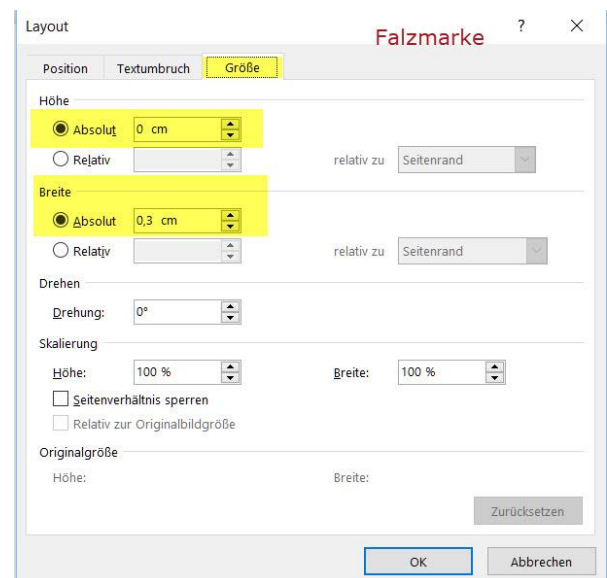 Layout
Falzmarke
?
Position Textumbruch Größe
Höhe
Absolut 0 cm
Relativ relativ zu Seitenrand
Breite
Absolut 0,3 cm
Relativ relativ zu Seitenrand
Drehen
Drehung: 0°
Skalierung
Höhe: 100 % Breite: 100 %
Seitenverhältnis sperren
Relativ zur Originalbildgröße
Originalgröße
Höhe: Breite:
Zurücksetzen
OK Abbrechen